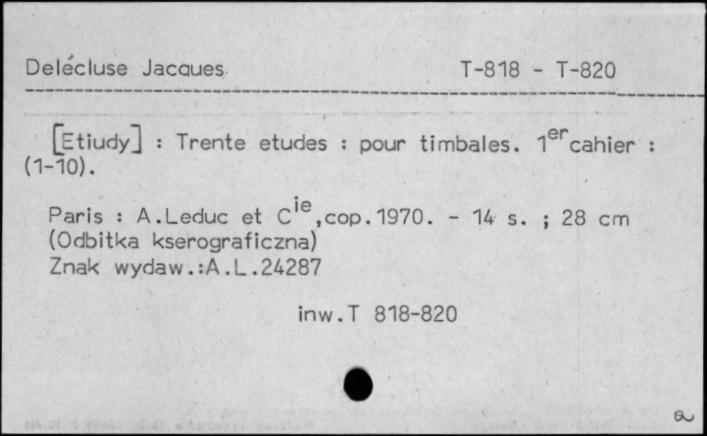 Delécluse Jacques T-818 - T-820
[Etiudy] : Trente etudes : pour timbales. 1er cahier :
(1-10).
Paris : A.Leduc et Cie,cop.1970. - 14 s. ; 28 cm
(Odbitka kserograficzna)
Znak wydaw.:A.L.24287
inw.T 818-820